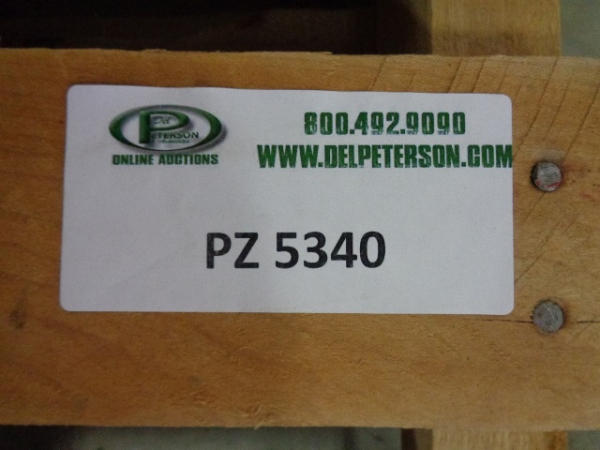 Del
PETERSON
ONLINE AUCTIONS
800.492.9090
WWW.DELPETERSON.COM
PZ 5340